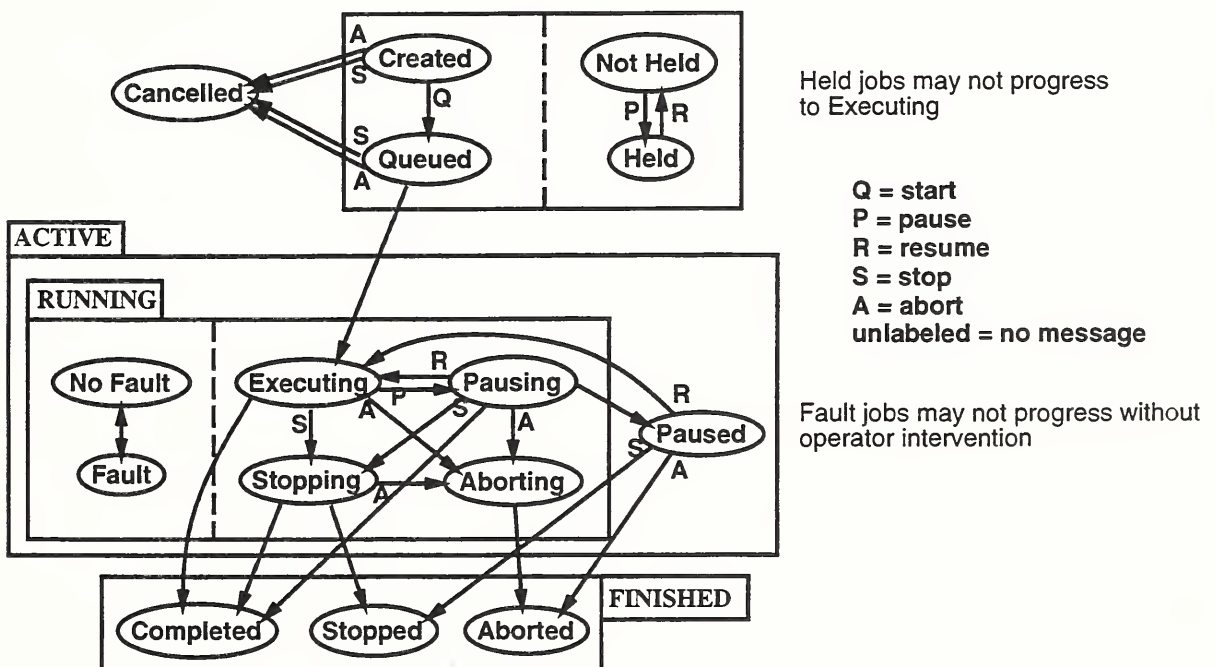 A
S
Created
Not Held
Cancelled
Q
P
R
S
Queued
Held
A
Held jobs may not progress
to Executing
Q = start
P = pause
R = resume
S = stop
A = abort
unlabeled = no message
ACTIVE
RUNNING
No Fault
Executing
R
P
Pausing
R
S
A
S
A
Paused
S
A
Fault
Stopping
A
Aborting
Fault jobs may not progress without
operator intervention
FINISHED
Completed
Stopped
Aborted